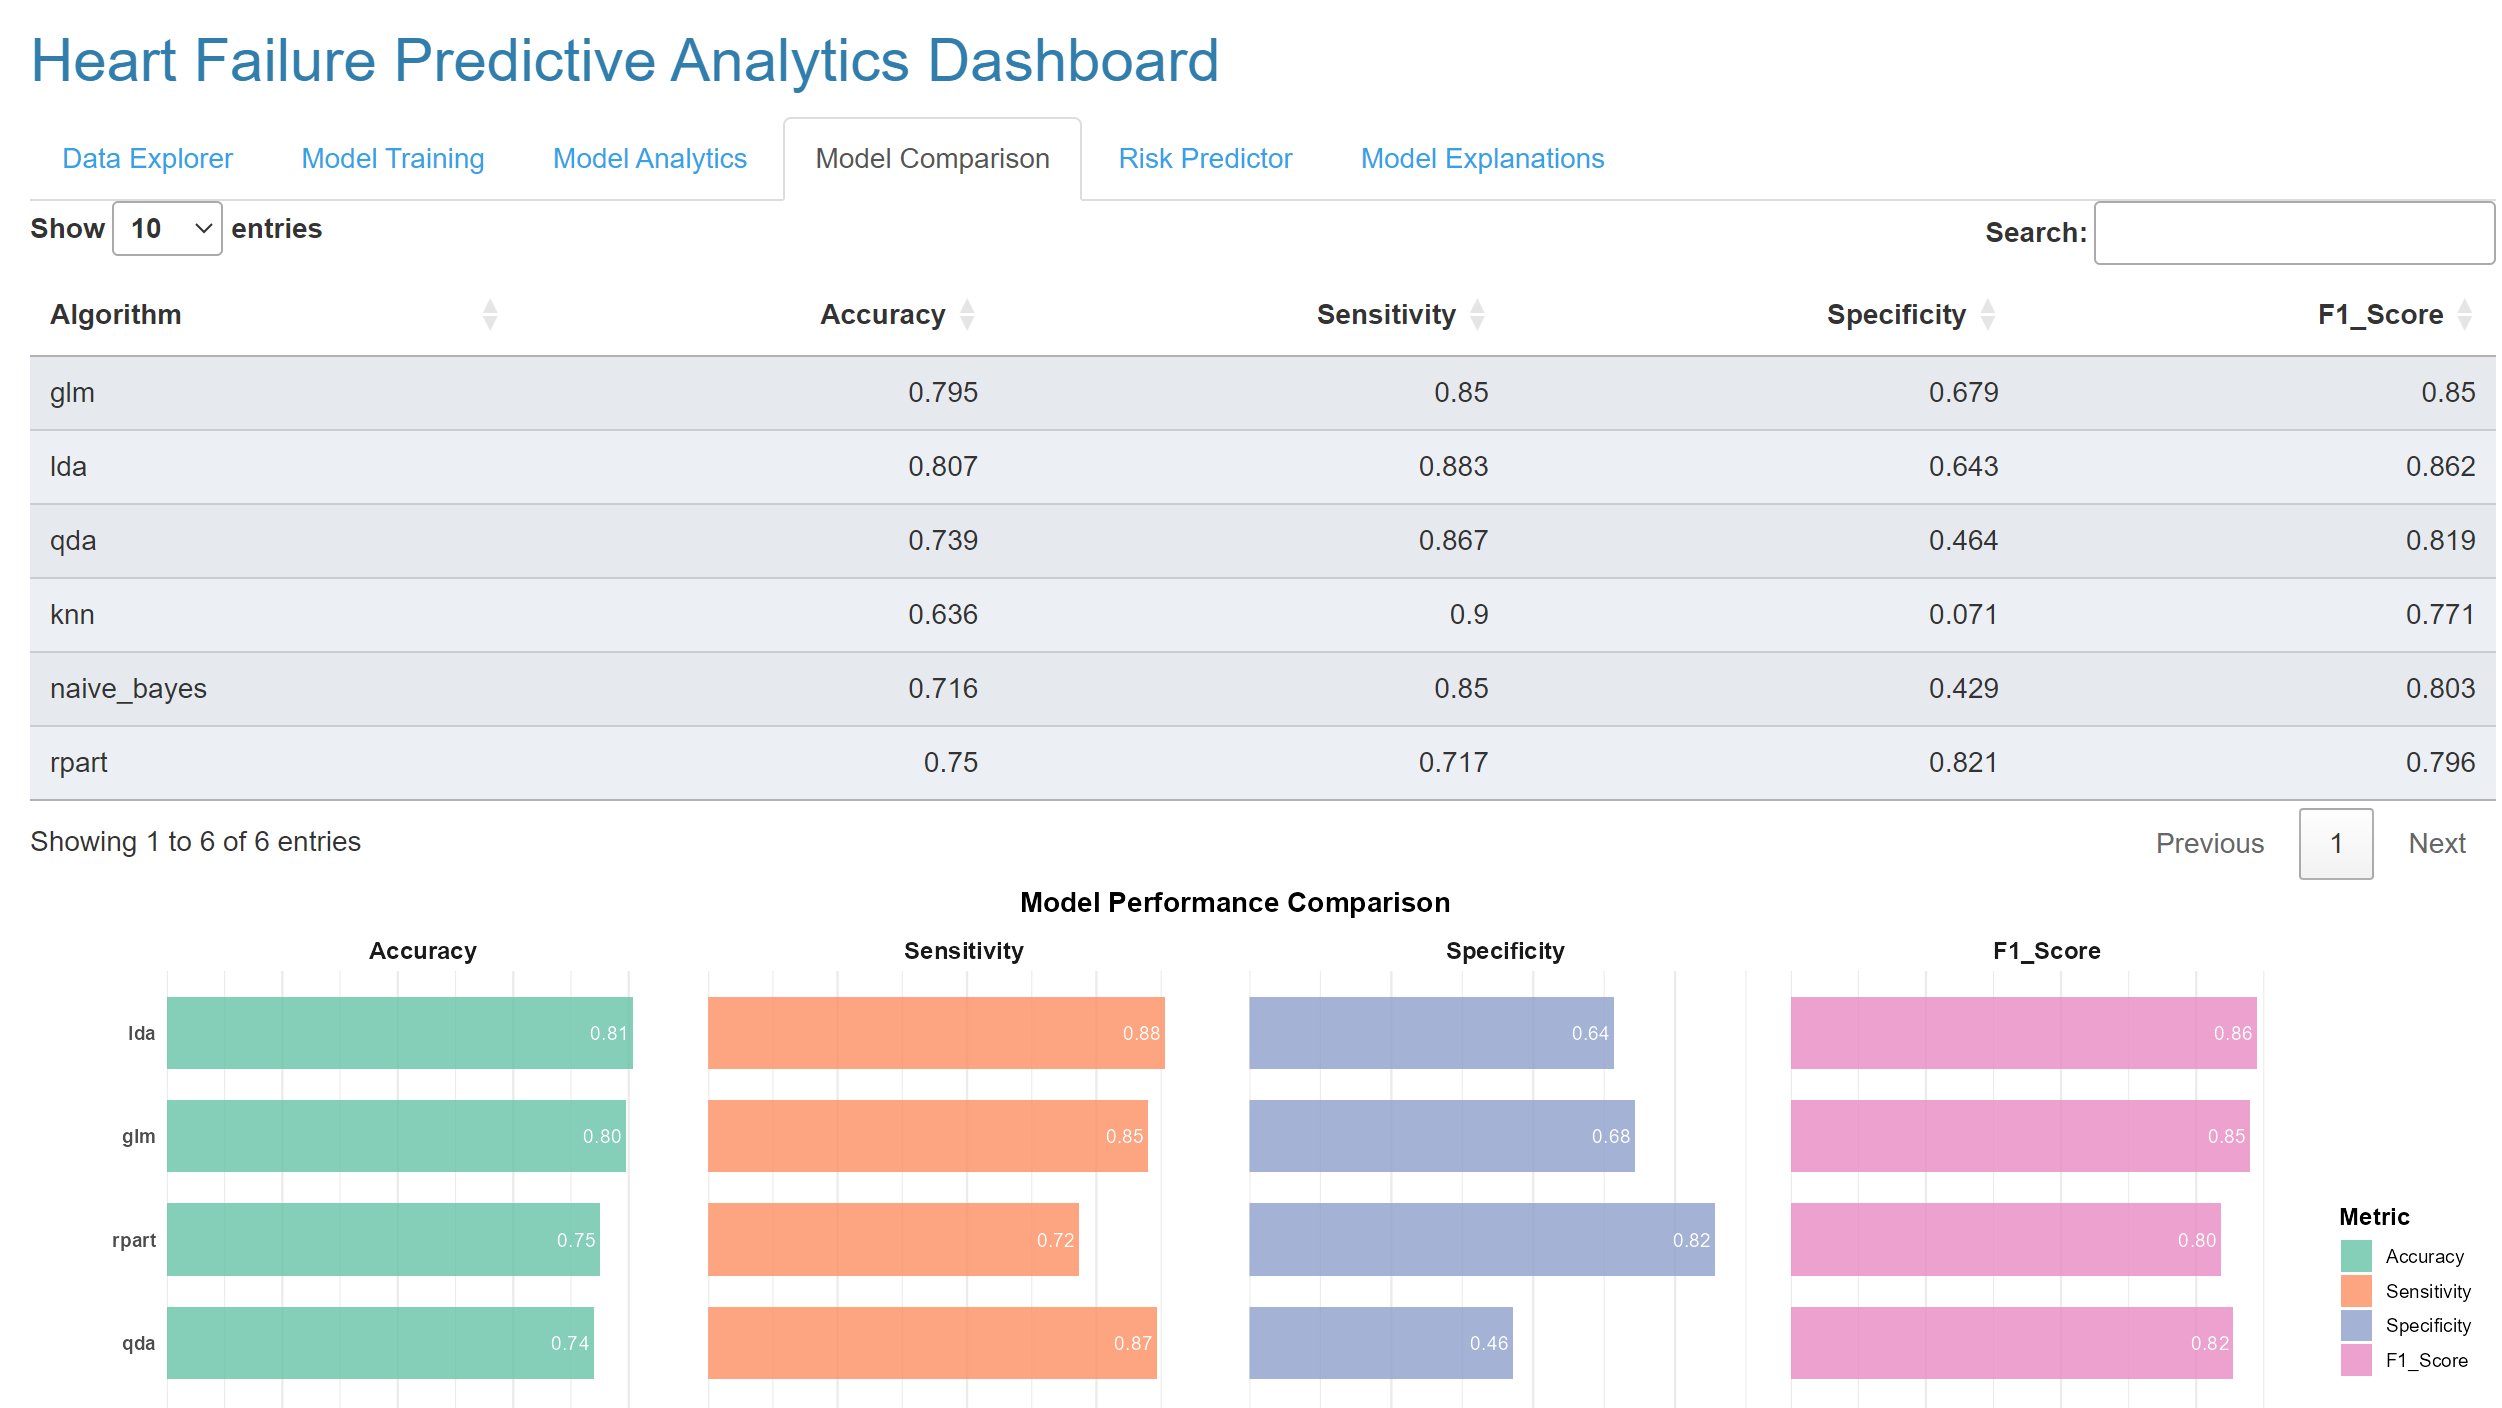 Heart Failure Predictive Analytics Dashboard
Data Explorer Model Training Model Analytics Model Comparison Risk Predictor Model Explanations
Show 10 entries Search:
Algorithm Accuracy Sensitivity Specificity F1_Score
glm 0.795 0.85 0.679 0.85
lda 0.807 0.883 0.643 0.862
qda 0.739 0.867 0.464 0.819
knn 0.636 0.9 0.071 0.771
naive_bayes 0.716 0.85 0.429 0.803
rpart 0.75 0.717 0.821 0.796
Showing 1 to 6 of 6 entries Previous 1 Next
Model Performance Comparison
Accuracy Sensitivity Specificity F1_Score
lda 0.81 0.88 0.64 0.86
glm 0.80 0.85 0.68 0.85
rpart 0.75 0.72 0.82 0.80
qda 0.74 0.87 0.46 0.82
Metric
Accuracy
Sensitivity
Specificity
F1_Score